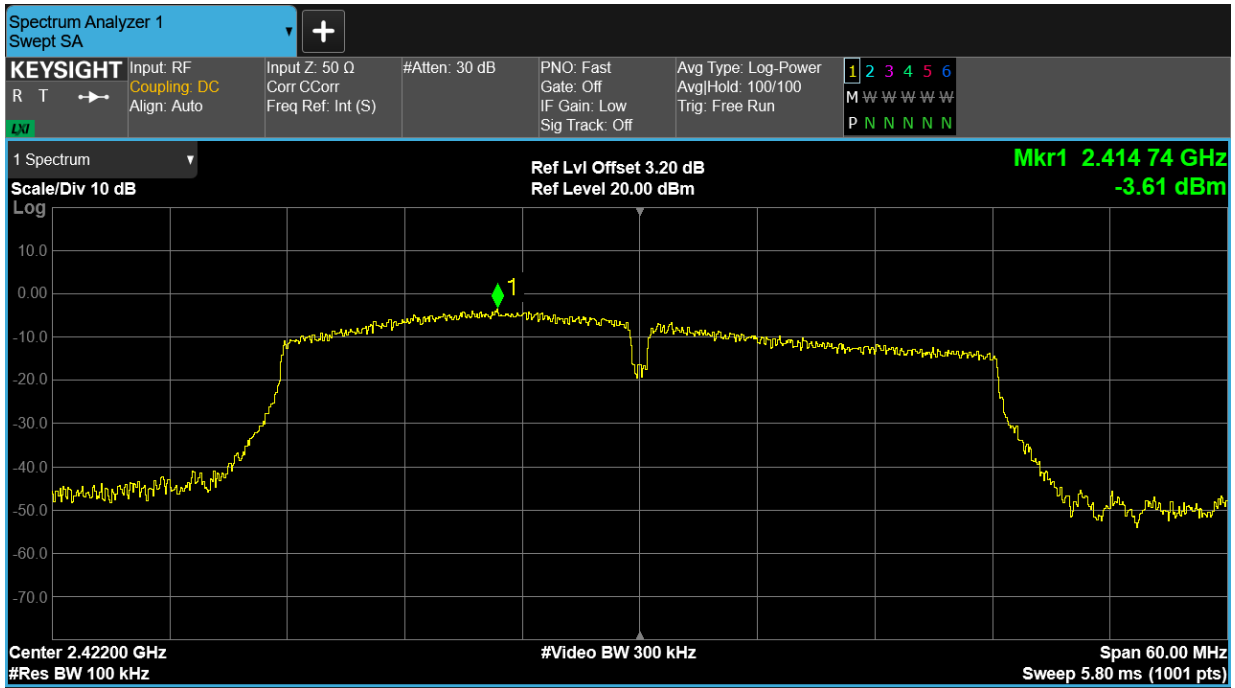 Spectrum Analyzer 1
Swept SA
KEYSIGHT
R T
LXI
Input: RF
Coupling: DC
Align: Auto
Input Z: 50 Ω
Corr CCorr
Freq Ref: Int (S)
#Atten: 30 dB
PNO: Fast
Gate: Off
IF Gain: Low
Sig Track: Off
Avg Type: Log-Power
Avg|Hold: 100/100
Trig: Free Run
1 2 3 4 5 6
M W W W W W
P N N N N N
1 Spectrum
Scale/Div 10 dB
Log
Ref Lvl Offset 3.20 dB
Ref Level 20.00 dBm
Mkr1 2.414 74 GHz
-3.61 dBm
10.0
0.00
-10.0
-20.0
-30.0
-40.0
-50.0
-60.0
-70.0
1
Center 2.42200 GHz
#Res BW 100 kHz
#Video BW 300 kHz
Span 60.00 MHz
Sweep 5.80 ms (1001 pts)